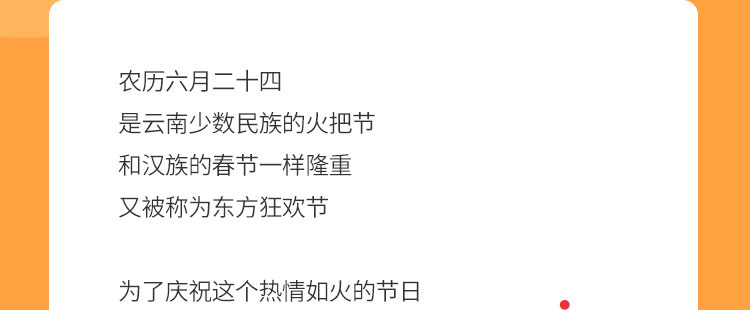 农历六月二十四
是云南少数民族的火把节
和汉族的春节一样隆重
又被称为东方狂欢节
为了庆祝这个热情如火的节日